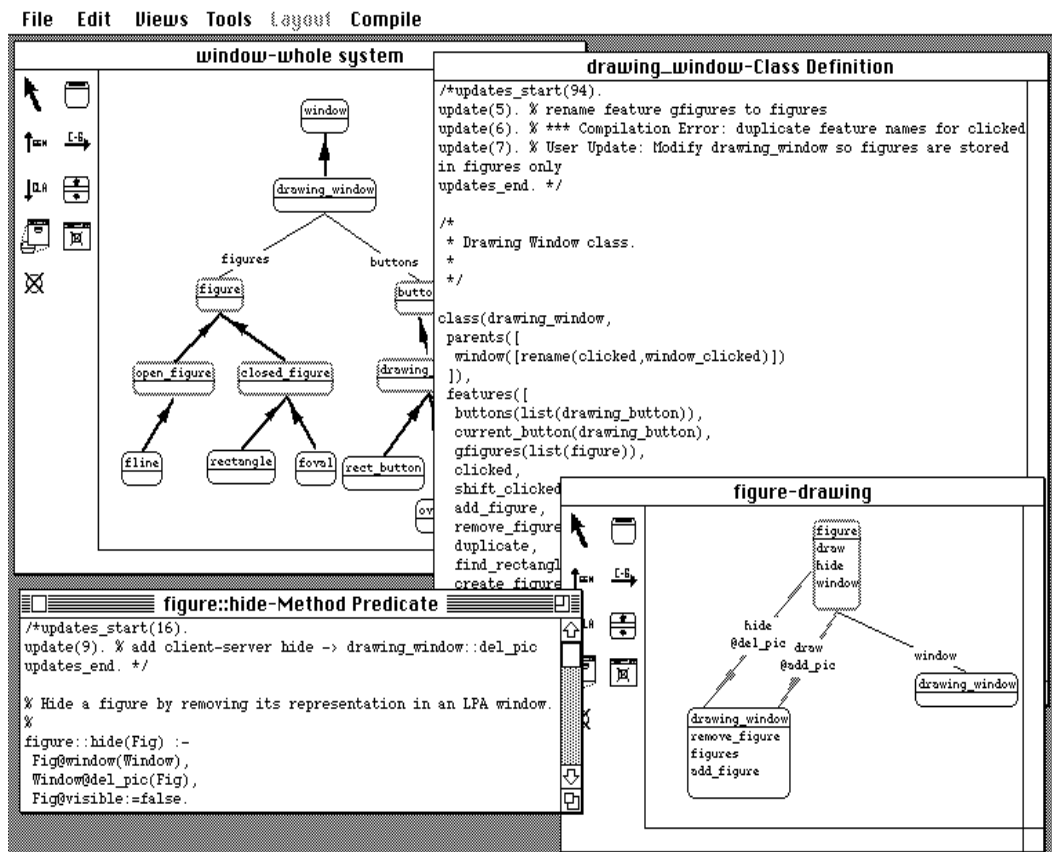 File Edit Views Tools Layout Compile
window-whole system
window
drawing_window
figures
buttons
figure
open_figure
closed_figure
fline
rectangle
foval
rect_button
drawing_window-Class Definition
/*updates_start(94).
update(5). % rename feature gfigures to figures
update(6). % *** Compilation Error: duplicate feature names for clicked
update(7). % User Update: Modify drawing_window so figures are stored
in figures only
updates_end. */
/*
* Drawing Window class.
*
*/
class(drawing_window,
parents([
window([rename(clicked,window_clicked)])
]),
features([
buttons(list(drawing_button)),
current_button(drawing_button),
gfigures(list(figure)),
clicked,
shift_clicked
add_figure,
remove_figure
duplicate,
find_rectangl
create_figure
figure::hide-Method Predicate
/*updates_start(16).
update(9). % add client-server hide -> drawing_window::del_pic
updates_end. */
% Hide a figure by removing its representation in an LPA window.
%
figure::hide(Fig) :-
Fig@window(Window),
Window@del_pic(Fig),
Fig@visible:=false.
figure-drawing
C-G
figure
draw
hide
window
hide
@del_pic
draw
@add_pic
window
drawing_window
drawing_window
remove_figure
figures
add_figure